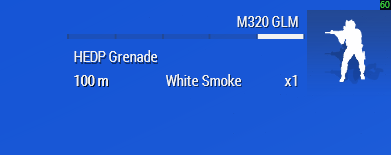 60
M320 GLM
HEDP Grenade
100 m White Smoke x1